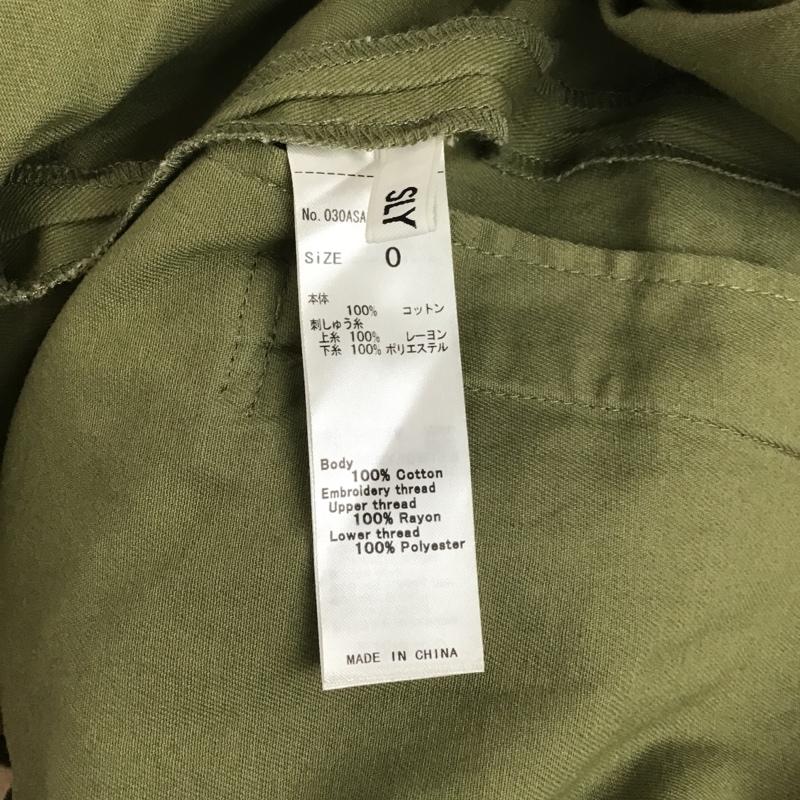 SLY
No. 030ASA
SiZE 0
本体
100% コットン
刺しゅう糸
上糸 100% レーヨン
下糸 100% ポリエステル
Body
100% Cotton
Embroidery thread
Upper thread
100% Rayon
Lower thread
100% Polyester
MADE IN CHINA